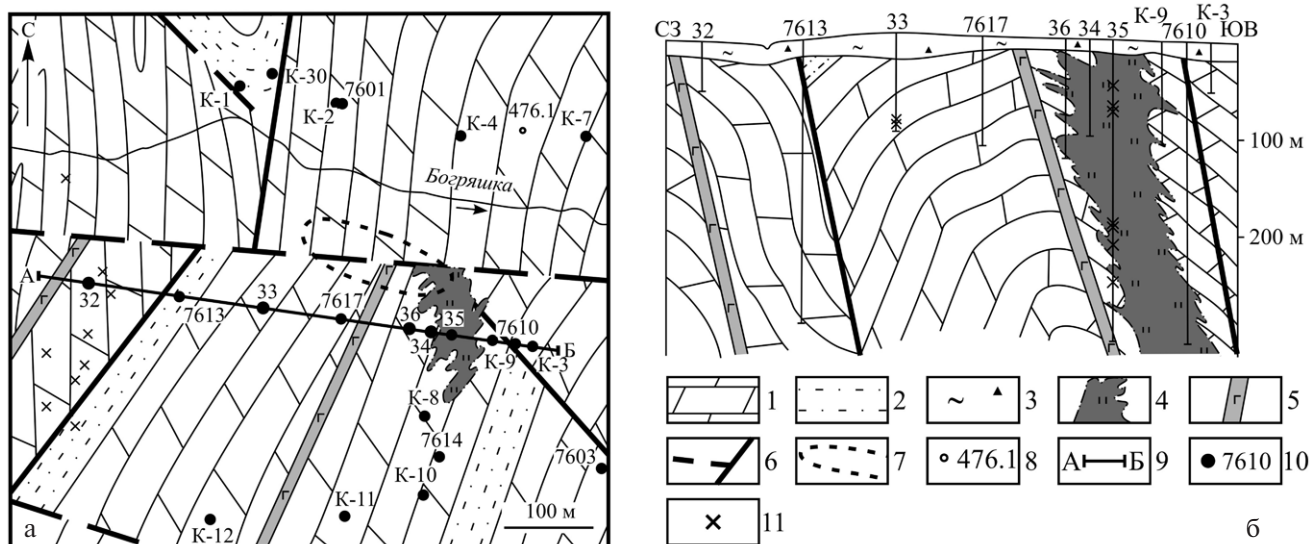 С
К-30
К-1
7601
К-2
К-4
476.1
К-7
Богряшка
А
32
7613
33
7617
36
34
35
7610
К-9
К-3
Б
К-8
7614
К-10
7603
К-11
К-12
100 м
а
СЗ
32
7613
33
7617
36
34
35
К-9
7610
К-3
ЮВ
100 м
200 м
1
2
3
4
5
6
7
476.1 8
А Б 9
7610 10
11
б